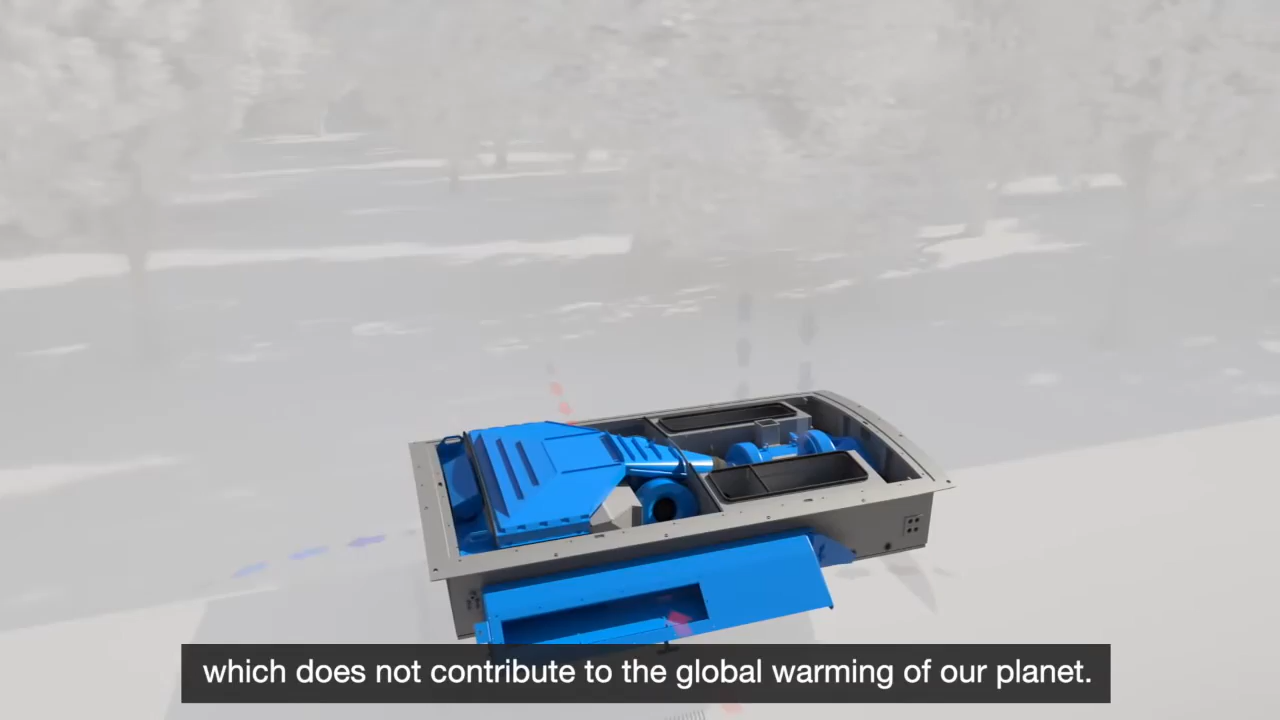 which does not contribute to the global warming of our planet.